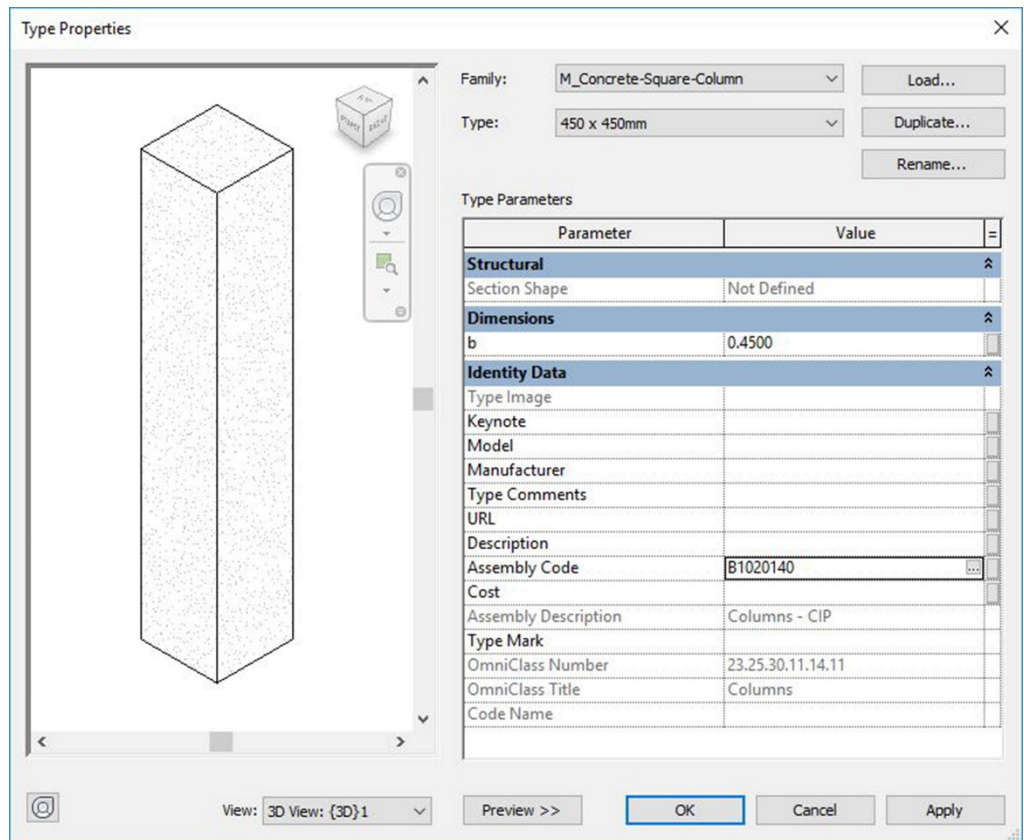 Type Properties
Family: M_Concrete-Square-Column Load...
Type: 450 x 450mm Duplicate...
Rename...
Type Parameters
Parameter Value =
Structural
Section Shape Not Defined
Dimensions
b 0.4500
Identity Data
Type Image
Keynote
Model
Manufacturer
Type Comments
URL
Description
Assembly Code B1020140 ...
Cost
Assembly Description Columns - CIP
Type Mark
OmniClass Number 23.25.30.11.14.11
OmniClass Title Columns
Code Name
View: 3D View: {3D}1 Preview >> OK Cancel Apply